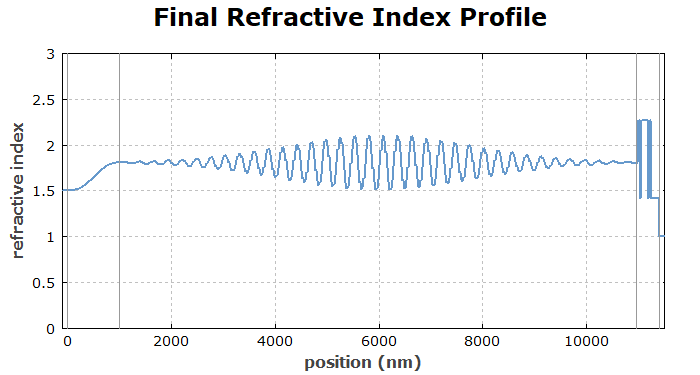 Final Refractive Index Profile
3
2.5
2
1.5
1
0.5
0
refractive index
0 2000 4000 6000 8000 10000
position (nm)